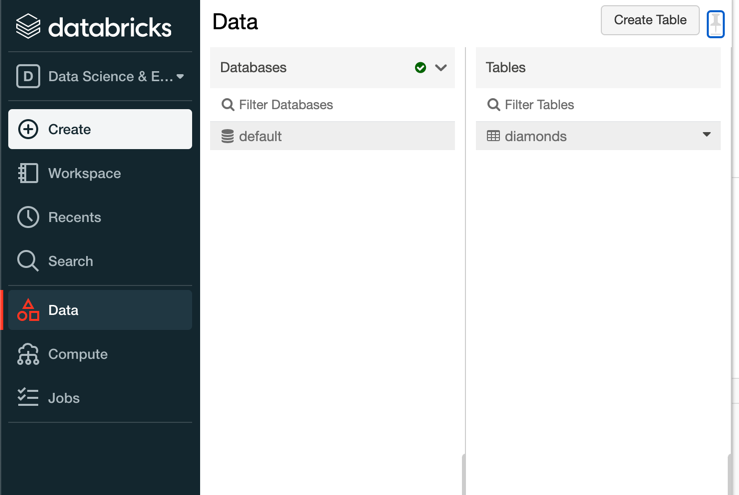 databricks
D Data Science & E...
Create
Workspace
Recents
Search
Data
Compute
Jobs
Data
Create Table
Databases
Filter Databases
default
Tables
Filter Tables
diamonds